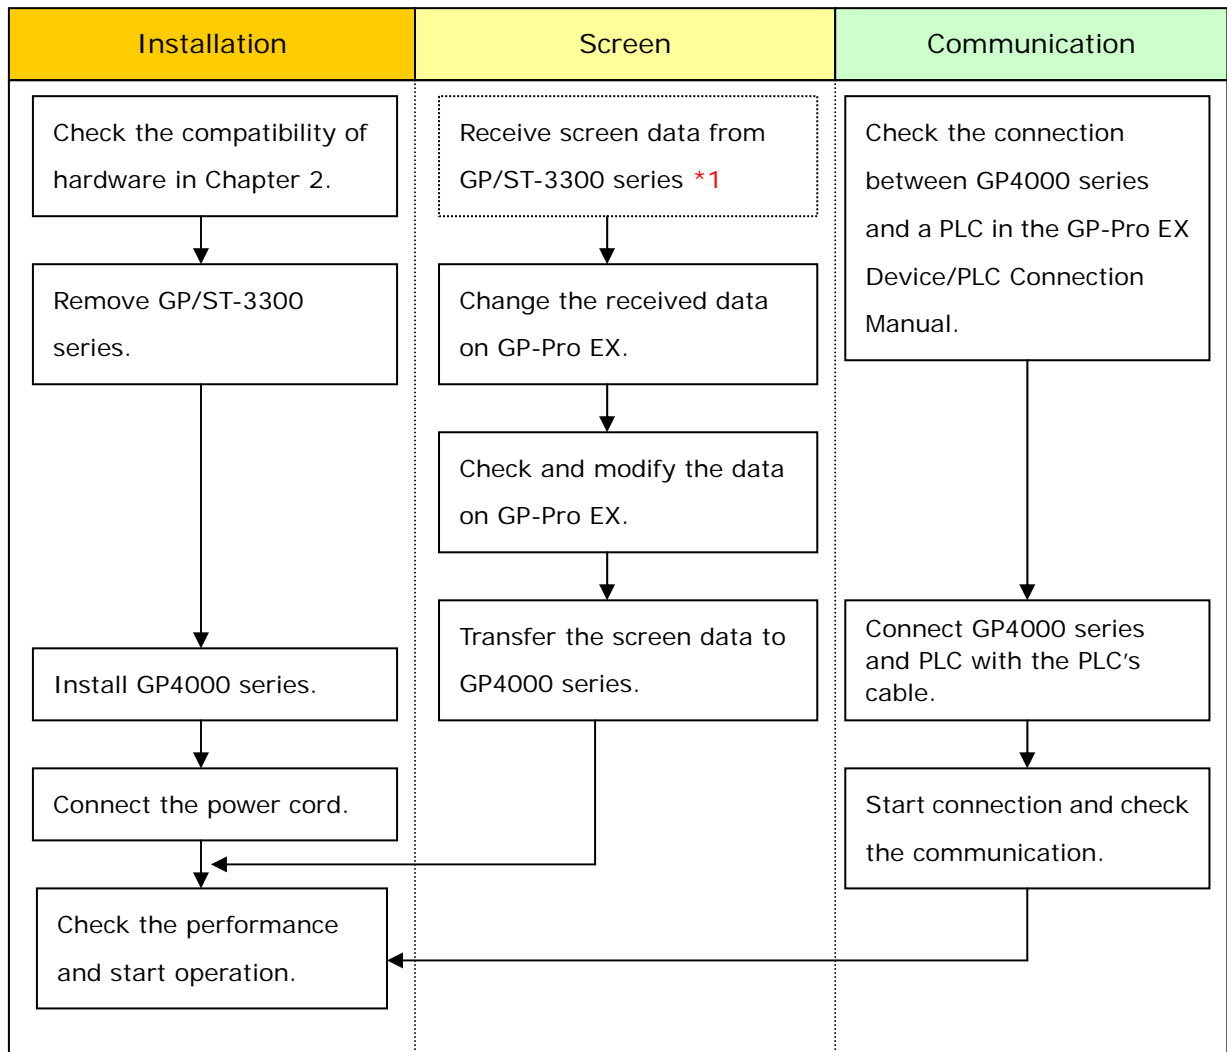 Installation
Screen
Communication
Check the compatibility of
hardware in Chapter 2.
Remove GP/ST-3300
series.
Install GP4000 series.
Connect the power cord.
Check the performance
and start operation.
Receive screen data from
GP/ST-3300 series *1
Change the received data
on GP-Pro EX.
Check and modify the data
on GP-Pro EX.
Transfer the screen data to
GP4000 series.
Check the connection
between GP4000 series
and a PLC in the GP-Pro EX
Device/PLC Connection
Manual.
Connect GP4000 series
and PLC with the PLC’s
cable.
Start connection and check
the communication.